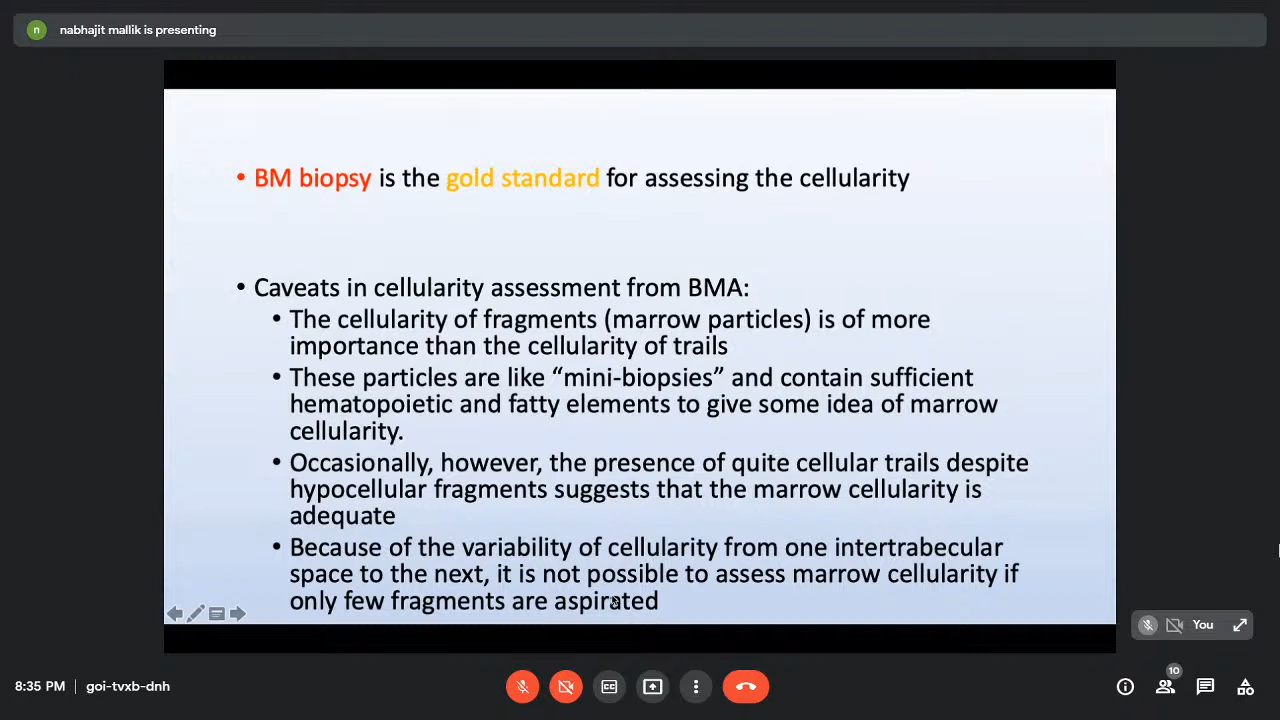 n nabhajit mallik is presenting
• BM biopsy is the gold standard for assessing the cellularity
• Caveats in cellularity assessment from BMA:
• The cellularity of fragments (marrow particles) is of more
importance than the cellularity of trails
• These particles are like “mini-biopsies” and contain sufficient
hematopoietic and fatty elements to give some idea of marrow
cellularity.
• Occasionally, however, the presence of quite cellular trails despite
hypocellular fragments suggests that the marrow cellularity is
adequate
• Because of the variability of cellularity from one intertrabecular
space to the next, it is not possible to assess marrow cellularity if
only few fragments are aspirated
You
8:35 PM | goi-tvxb-dnh
10